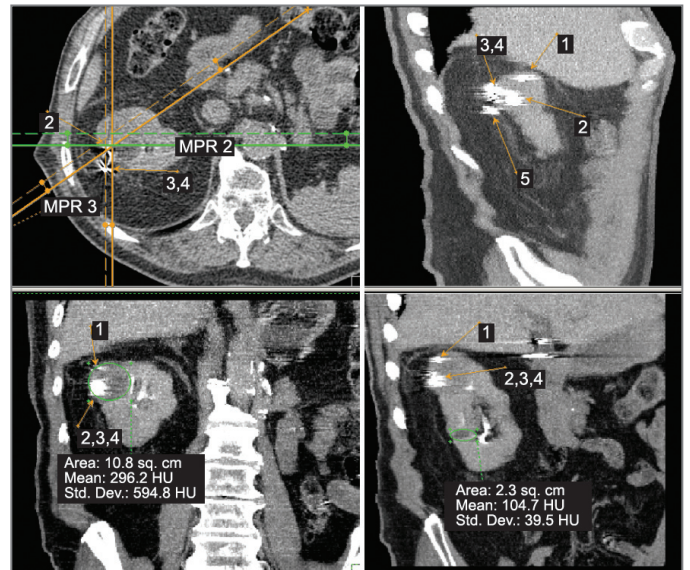 2
MPR 2
3,4
MPR 3
3,4
1
2
5
1
2,3,4
Area: 10.8 sq. cm
Mean: 296.2 HU
Std. Dev.: 594.8 HU
1
2,3,4
Area: 2.3 sq. cm
Mean: 104.7 HU
Std. Dev.: 39.5 HU